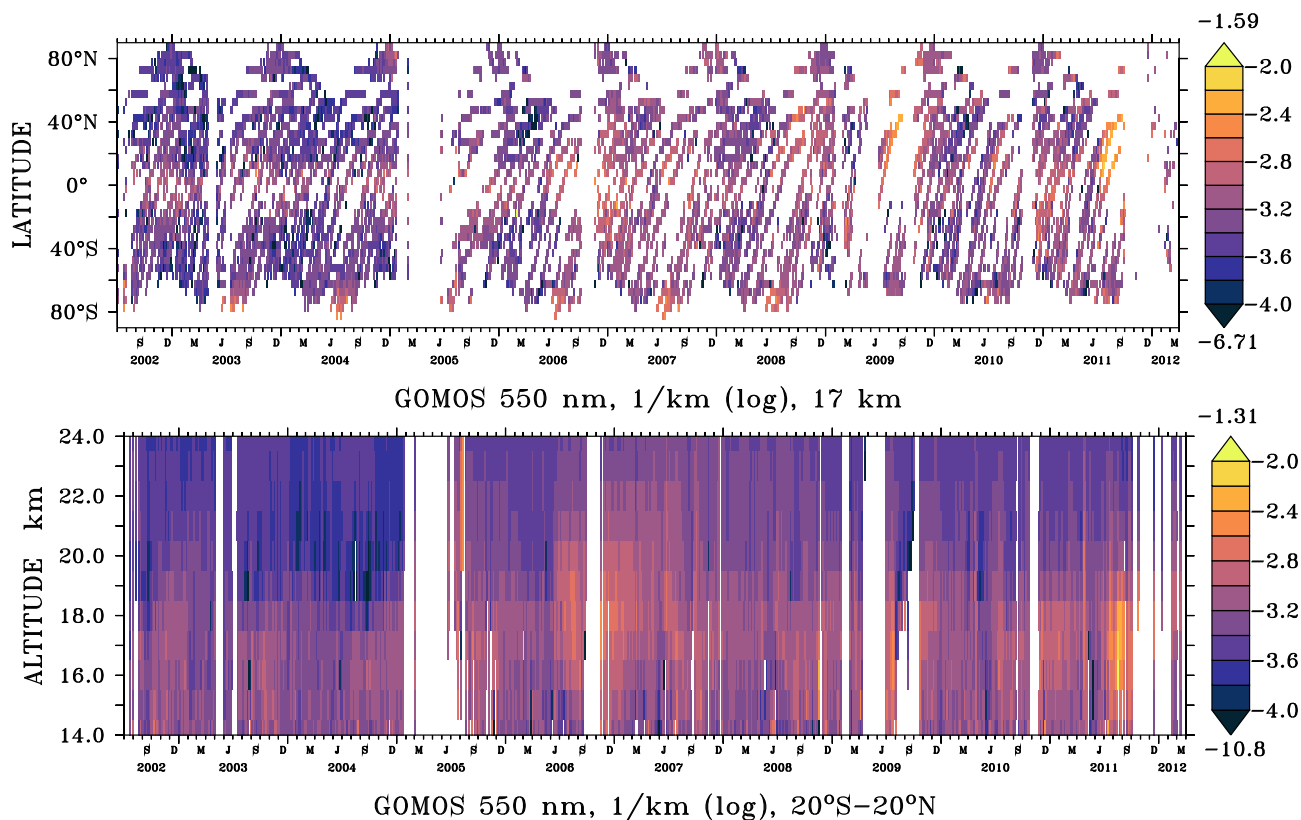 −1.59
80°N
40°N
0°
40°S
80°S
LATITUDE
−2.0
−2.4
−2.8
−3.2
−3.6
−4.0
−6.71
S D M J S D M J S D M J S D M J S D M J S D M J S D M J S D M J S D M
2002 2003 2004 2005 2006 2007 2008 2009 2010 2011 2012
GOMOS 550 nm, 1/km (log), 17 km
−1.31
24.0
22.0
20.0
18.0
16.0
14.0
ALTITUDE km
−2.0
−2.4
−2.8
−3.2
−3.6
−4.0
−10.8
S D M J S D M J S D M J S D M J S D M J S D M J S D M J S D M J S D M
2002 2003 2004 2005 2006 2007 2008 2009 2010 2011 2012
GOMOS 550 nm, 1/km (log), 20°S−20°N